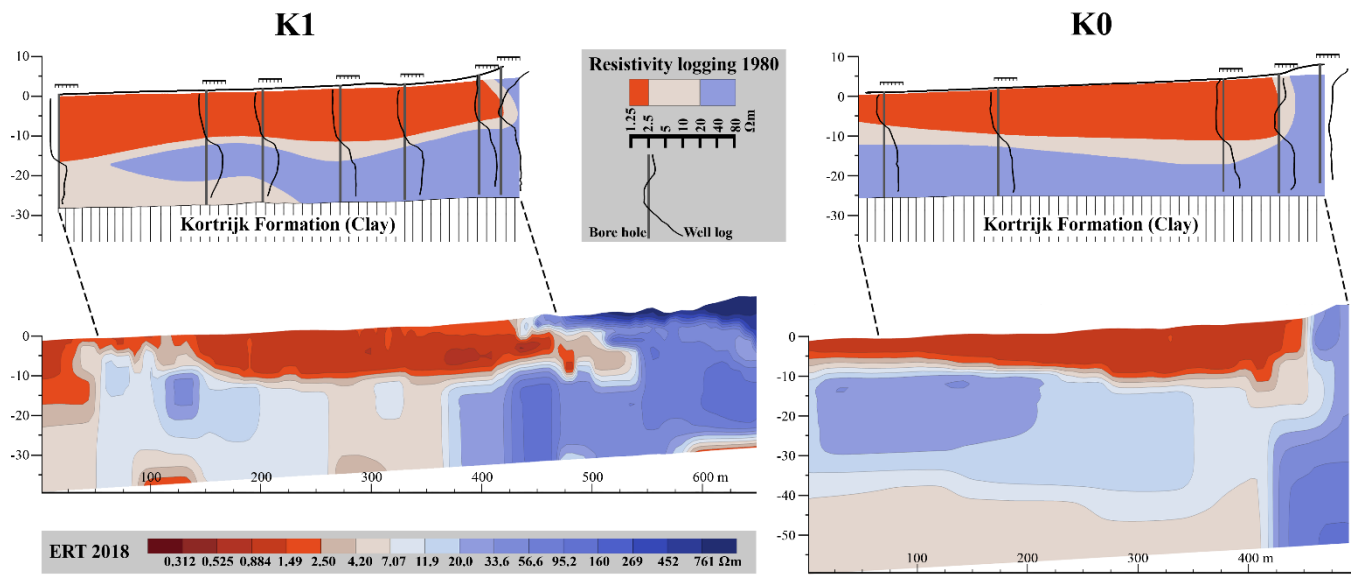 K1
K0
10
0
-10
-20
-30
Kortrijk Formation (Clay)
Resistivity logging 1980
1.25
2.5
5
10
20
40
80
Ωm
Bore hole
Well log
10
0
-10
-20
-30
Kortrijk Formation (Clay)
0
-10
-20
-30
100
200
300
400
500
600 m
0
-10
-20
-30
-40
-50
100
200
300
400 m
ERT 2018
0.312 0.525 0.884 1.49 2.50 4.20 7.07 11.9 20.0 33.6 56.6 95.2 160 269 452 761 Ωm